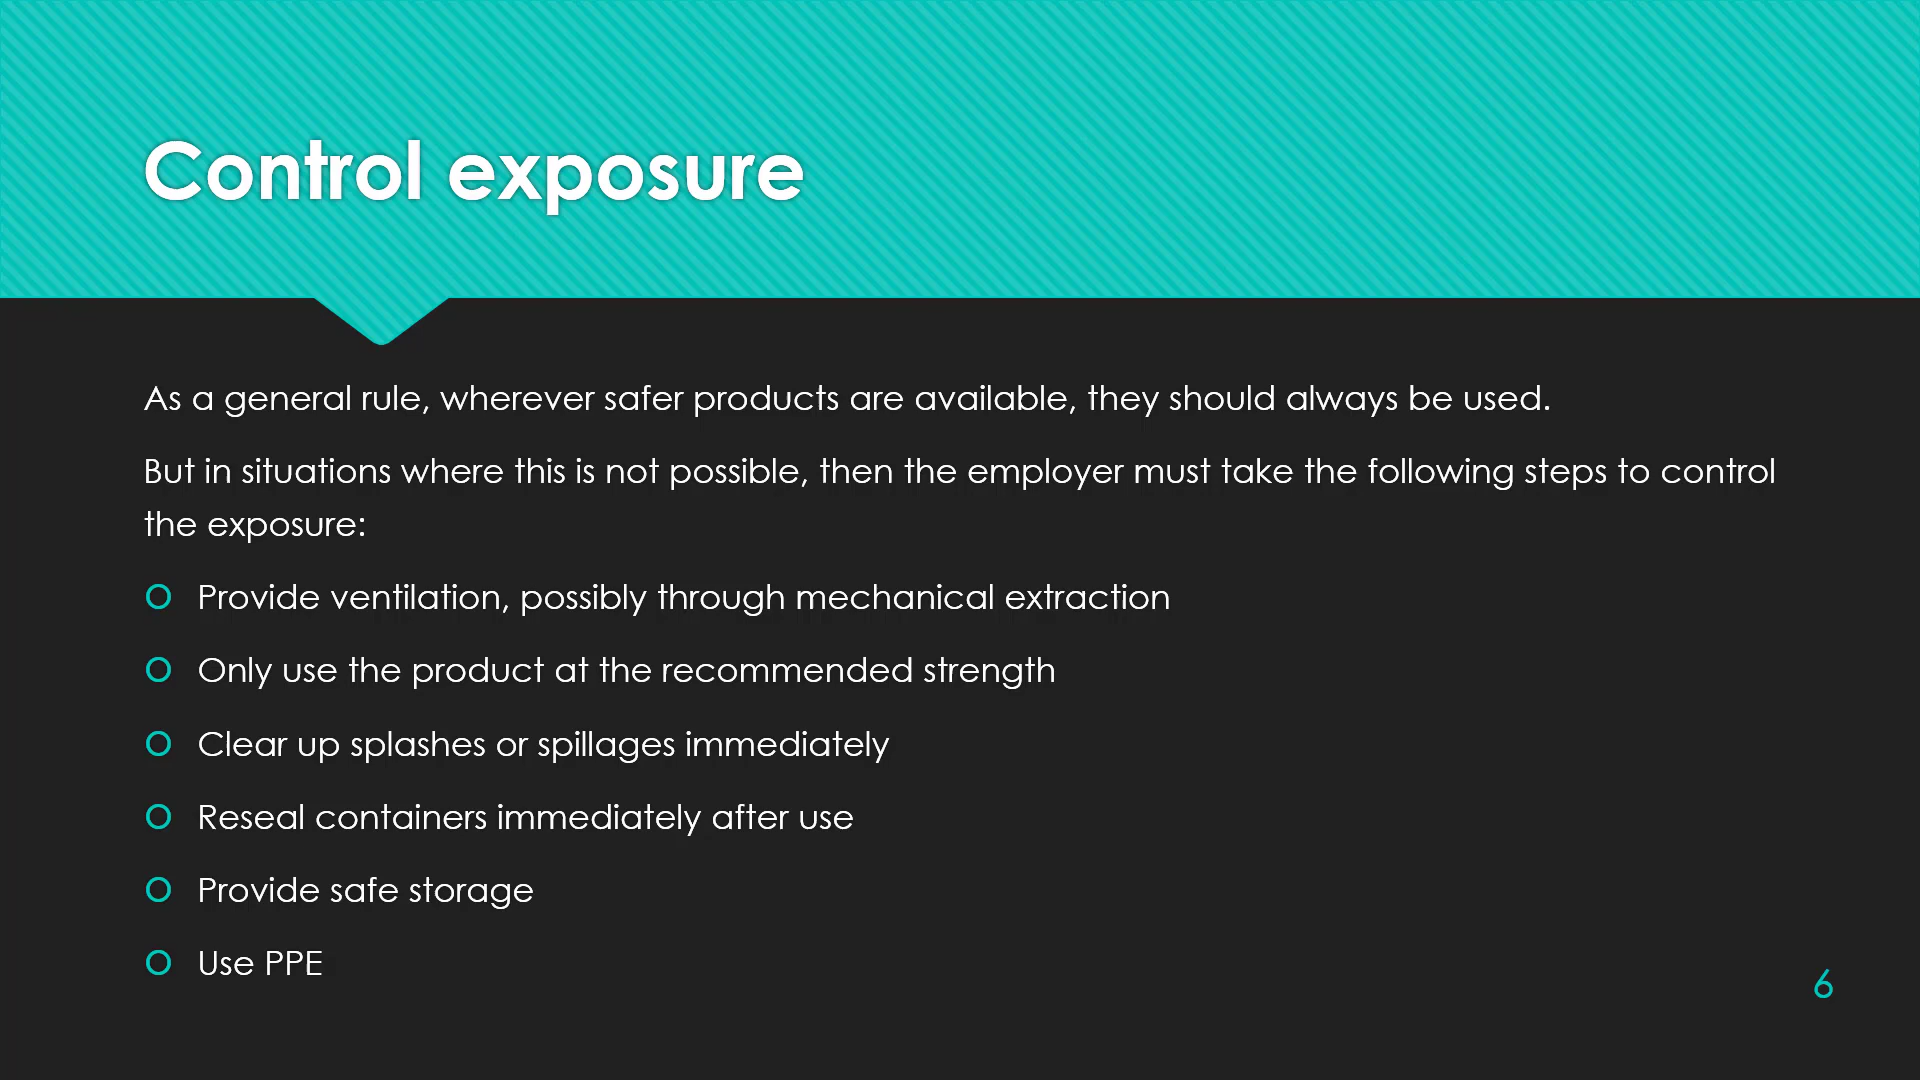 Control exposure
As a general rule, wherever safer products are available, they should always be used.
But in situations where this is not possible, then the employer must take the following steps to control
the exposure:
Provide ventilation, possibly through mechanical extraction
Only use the product at the recommended strength
Clear up splashes or spillages immediately
Reseal containers immediately after use
Provide safe storage
Use PPE
6